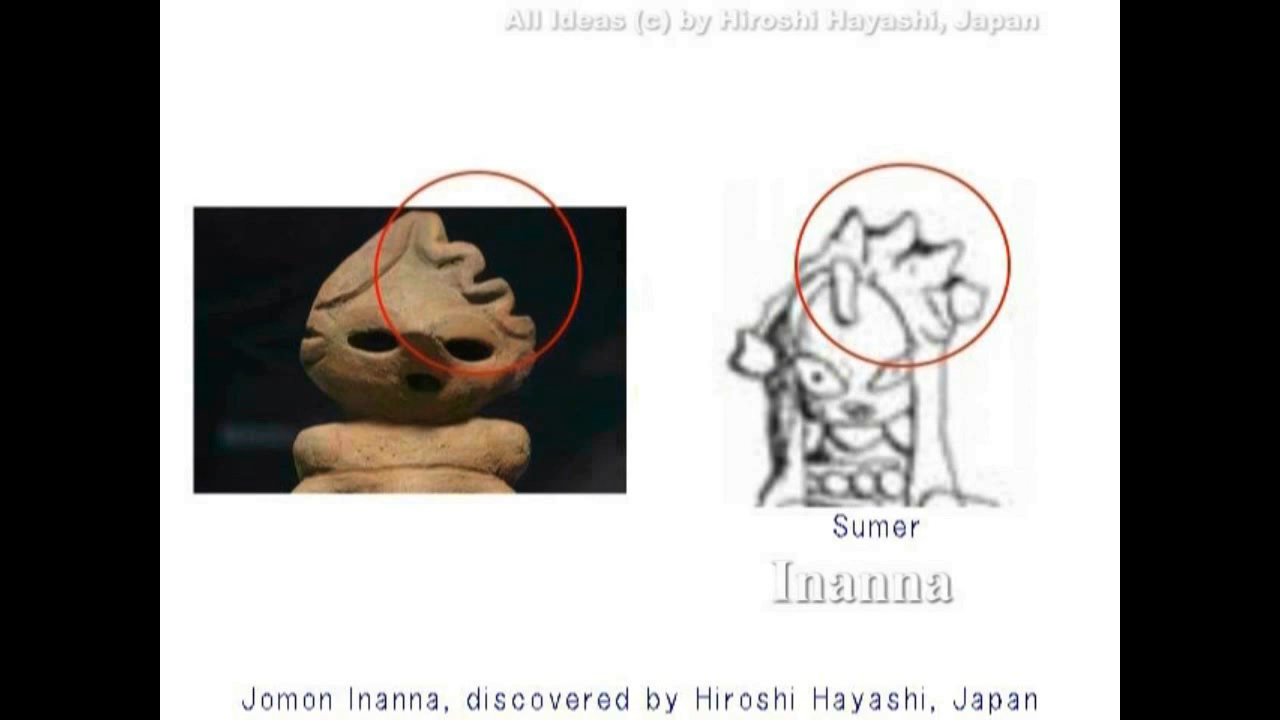 All Ideas (c) by Hiroshi Hayashi, Japan
Sumer
Inanna
Jomon Inanna, discovered by Hiroshi Hayashi, Japan